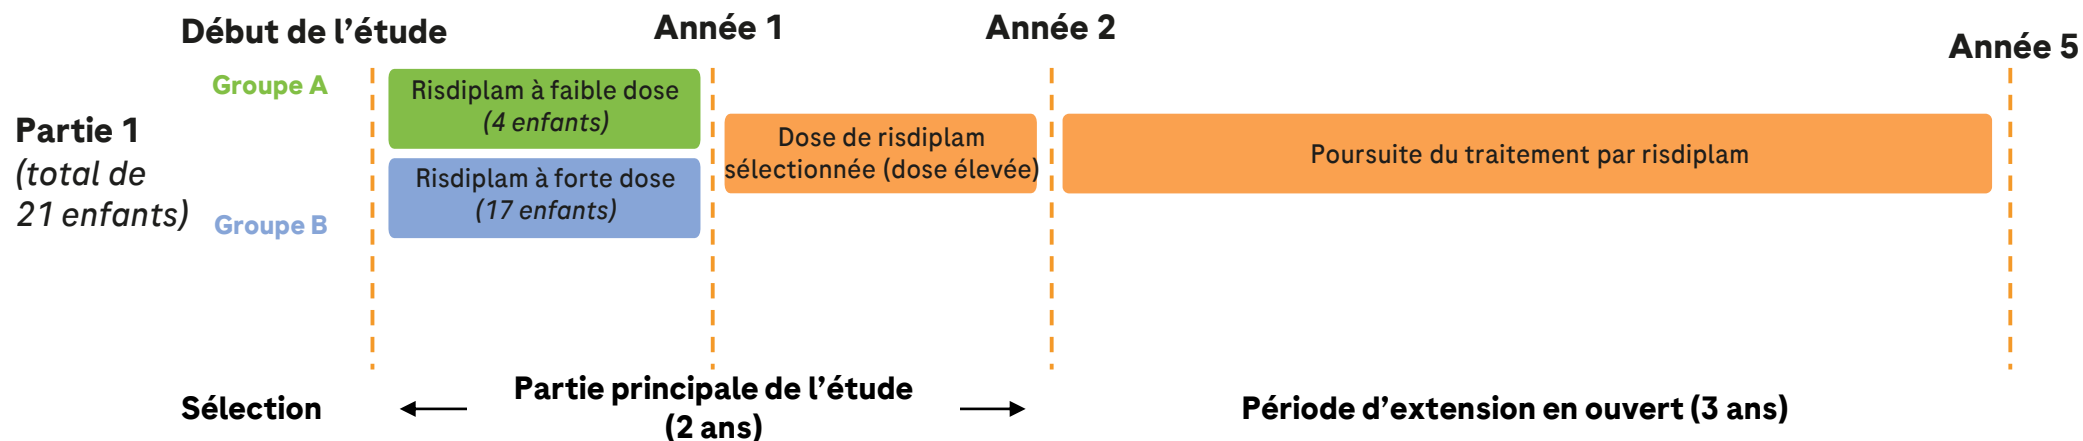 Début de l’étude
Année 1
Année 2
Année 5
Groupe A
Partie 1
(total de
21 enfants)
Groupe B
Risdiplam à faible dose
(4 enfants)
Risdiplam à forte dose
(17 enfants)
Dose de risdiplam
sélectionnée (dose élevée)
Poursuite du traitement par risdiplam
Sélection
Partie principale de l’étude
(2 ans)
Période d’extension en ouvert (3 ans)